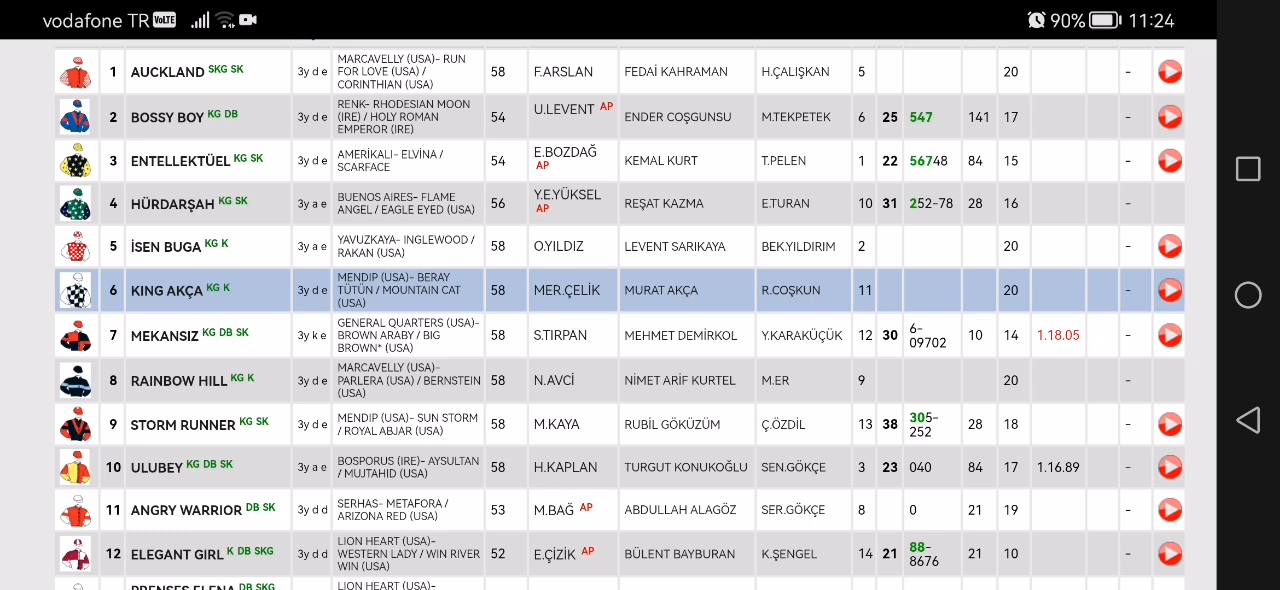 vodafone TR VoLTE 90% 11:24
1 AUCKLAND SKG SK 3y d e MARCAVELLY (USA)- RUN FOR LOVE (USA) / CORINTHIAN (USA) 58 F.ARSLAN FEDAİ KAHRAMAN H.ÇALIŞKAN 5 20 -
2 BOSSY BOY KG DB 3y d e RENK- RHODESIAN MOON (IRE) / HOLY ROMAN EMPEROR (IRE) 54 U.LEVENT AP ENDER COŞGUNSU M.TEKPETEK 6 25 547 141 17 -
3 ENTELLEKTÜEL KG SK 3y d e AMERİKALI- ELVİNA / SCARFACE 54 E.BOZDAĞ AP KEMAL KURT T.PELEN 1 22 56748 84 15 -
4 HÜRDARŞAH KG SK 3y a e BUENOS AIRES- FLAME ANGEL / EAGLE EYED (USA) 56 Y.E.YÜKSEL AP REŞAT KAZMA E.TURAN 10 31 252-78 28 16 -
5 İSEN BUGA KG K 3y a e YAVUZKAYA- INGLEWOOD / RAKAN (USA) 58 O.YILDIZ LEVENT SARIKAYA BEK.YILDIRIM 2 20 -
6 KING AKÇA KG K 3y d e MENDIP (USA)- BERAY TÜTÜN / MOUNTAIN CAT (USA) 58 MER.ÇELİK MURAT AKÇA R.COŞKUN 11 20 -
7 MEKANSIZ KG DB SK 3y k e GENERAL QUARTERS (USA)- BROWN ARABY / BIG BROWN* (USA) 58 S.TIRPAN MEHMET DEMİRKOL Y.KARAKÜÇÜK 12 30 6-09702 10 14 1.18.05 -
8 RAINBOW HILL KG K 3y d e MARCAVELLY (USA)- PARLERA (USA) / BERNSTEIN (USA) 58 N.AVCİ NİMET ARİF KURTEL M.ER 9 20 -
9 STORM RUNNER KG SK 3y d e MENDIP (USA)- SUN STORM / ROYAL ABJAR (USA) 58 M.KAYA RUBİL GÖKÜZÜM Ç.ÖZDİL 13 38 305-252 28 18 -
10 ULUBEY KG DB SK 3y a e BOSPORUS (IRE)- AYSULTAN / MUJTAHID (USA) 58 H.KAPLAN TURGUT KONUKOĞLU SEN.GÖKÇE 3 23 040 84 17 1.16.89 -
11 ANGRY WARRIOR DB SK 3y d d SERHAS- METAFORA / ARIZONA RED (USA) 53 M.BAĞ AP ABDULLAH ALAGÖZ SER.GÖKÇE 8 0 21 19 -
12 ELEGANT GIRL K DB SKG 3y d d LION HEART (USA)- WESTERN LADY / WIN RIVER WIN (USA) 52 E.ÇİZİK AP BÜLENT BAYBURAN K.ŞENGEL 14 21 88-8676 21 10 -
PRENSES ELENA DB SKG LION HEART (USA)-